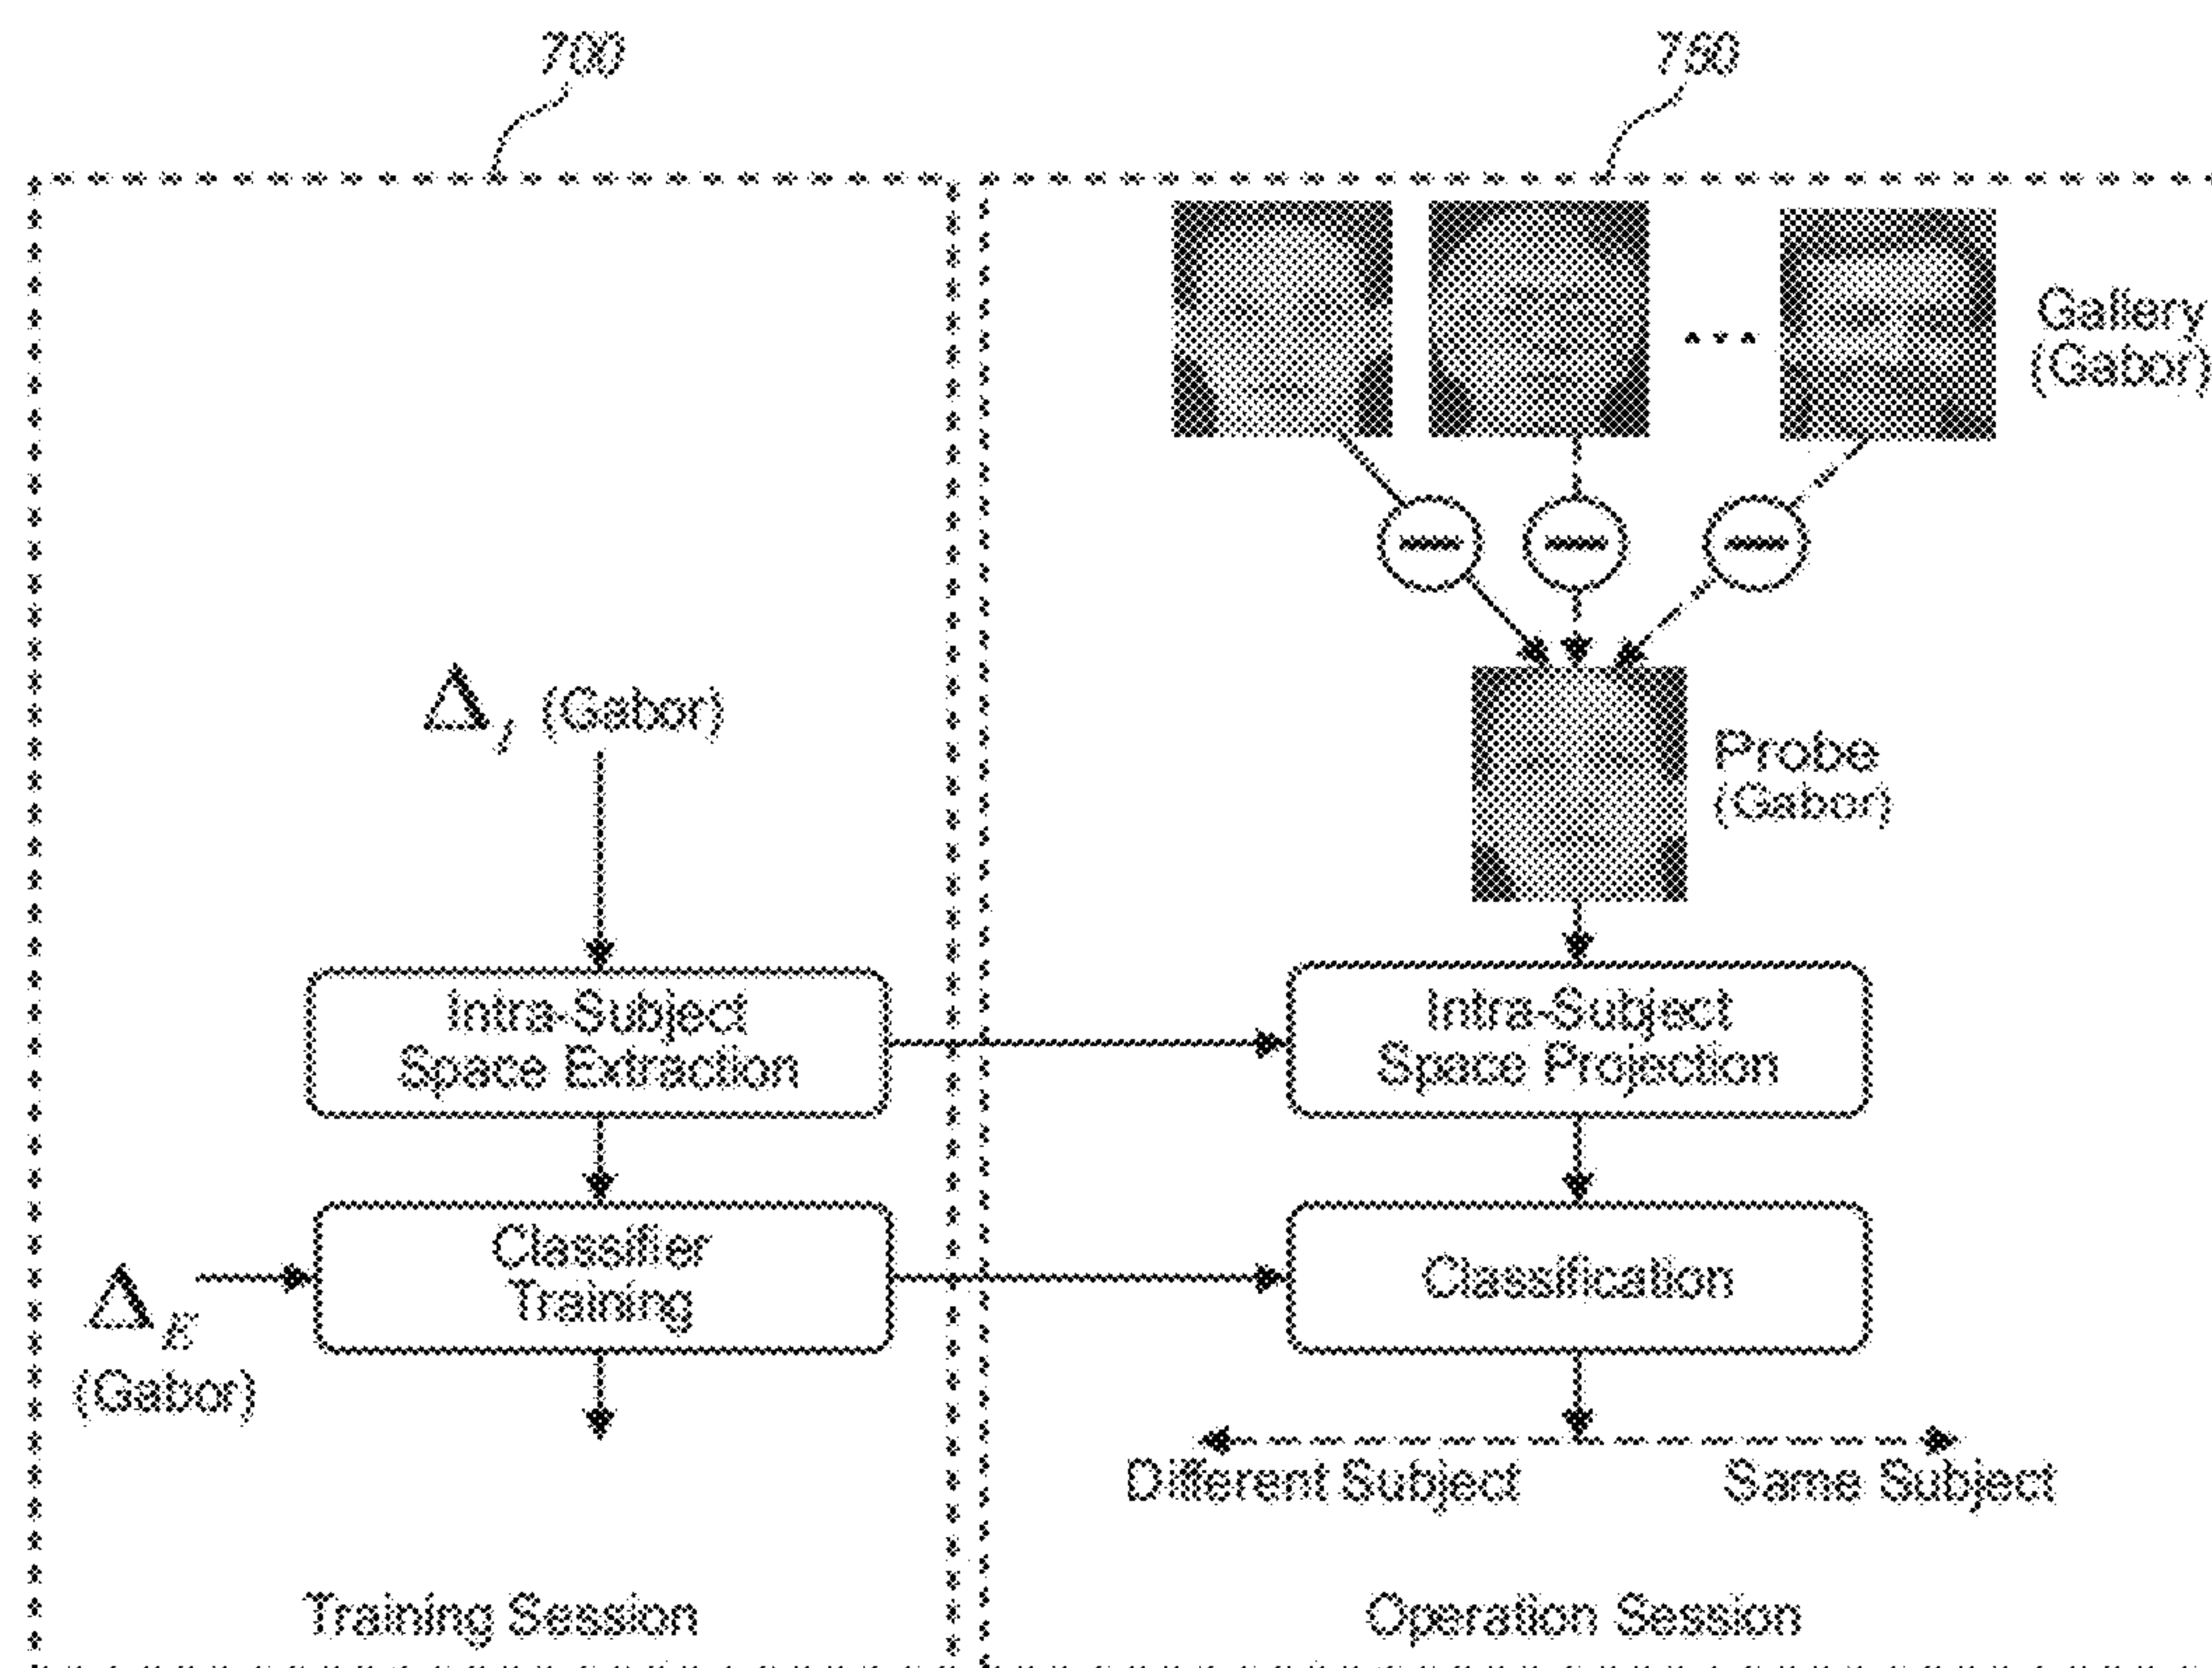 700
760
Gallery
(Gabor)
Δ I (Gabor)
Probe
(Gabor)
Intra-Subject
Space Extraction
Intra-Subject
Space Projection
Classifier
Training
Classification
Δ E
(Gabor)
Different Subject
Same Subject
Training Session
Operation Session